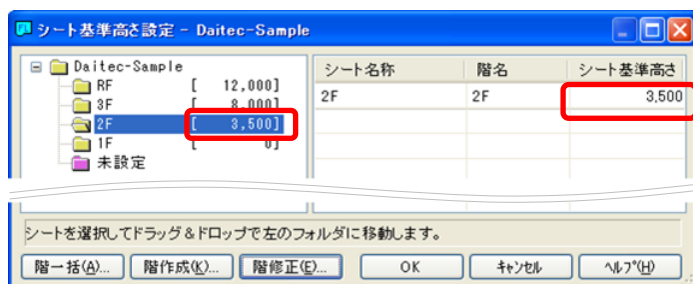 シート基準高さ設定 - Daitec-Sample
Daitec-Sample
RF [ 12,000]
3F [ 8,000]
2F [ 3,500]
1F [ 0]
未設定
シート名称 階名 シート基準高さ
2F 2F 3,500
シートを選択してドラッグ＆ドロップで左のフォルダに移動します。
階一括(A)... 階作成(K)... 階修正(E)... OK キャンセル ヘルプ(H)